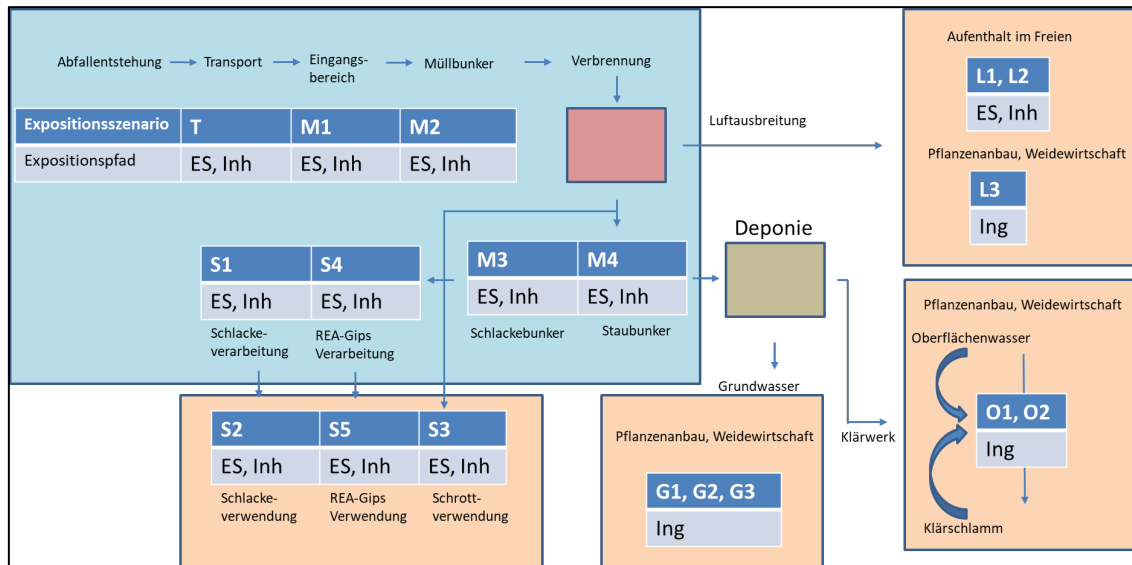 Abfallentstehung
Transport
Eingangs-
bereich
Müllbunker
Verbrennung
Expositionsszenario T M1 M2
Expositionspfad ES, Inh ES, Inh ES, Inh
Luftausbreitung
Aufenthalt im Freien
L1, L2
ES, Inh
Pflanzenanbau, Weidewirtschaft
L3
Ing
S1 S4
ES, Inh ES, Inh
Schlacke-
verarbeitung
REA-Gips
Verarbeitung
M3 M4
ES, Inh ES, Inh
Schlackebunker
Staubunker
Deponie
Grundwasser
Klärwerk
S2 S5 S3
ES, Inh ES, Inh ES, Inh
Schlacke-
verwendung
REA-Gips
Verwendung
Schrott-
verwendung
Pflanzenanbau, Weidewirtschaft
G1, G2, G3
Ing
Pflanzenanbau, Weidewirtschaft
Oberflächenwasser
O1, O2
Ing
Klärschlamm